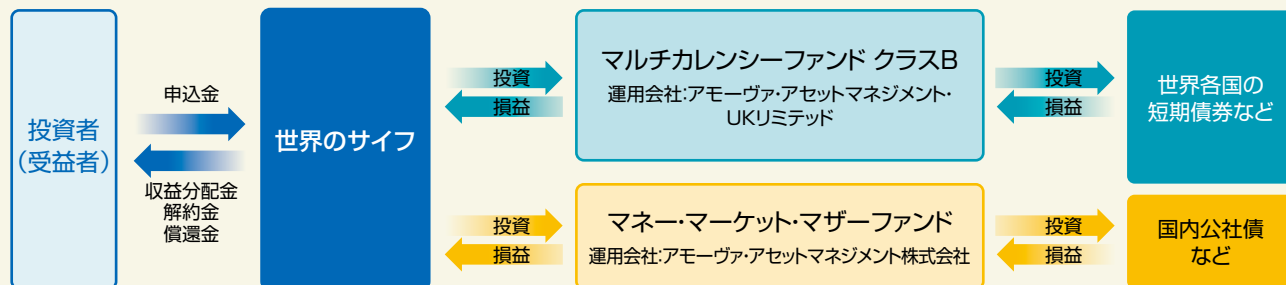 投資者
（受益者）
申込金
収益分配金
解約金
償還金
世界のサイフ
投資
損益
マルチカレンシーファンド クラスB
運用会社:アモーヴァ・アセットマネジメント・
UKリミテッド
投資
損益
世界各国の
短期債券など
投資
損益
マネー・マーケット・マザーファンド
運用会社:アモーヴァ・アセットマネジメント株式会社
投資
損益
国内公社債
など